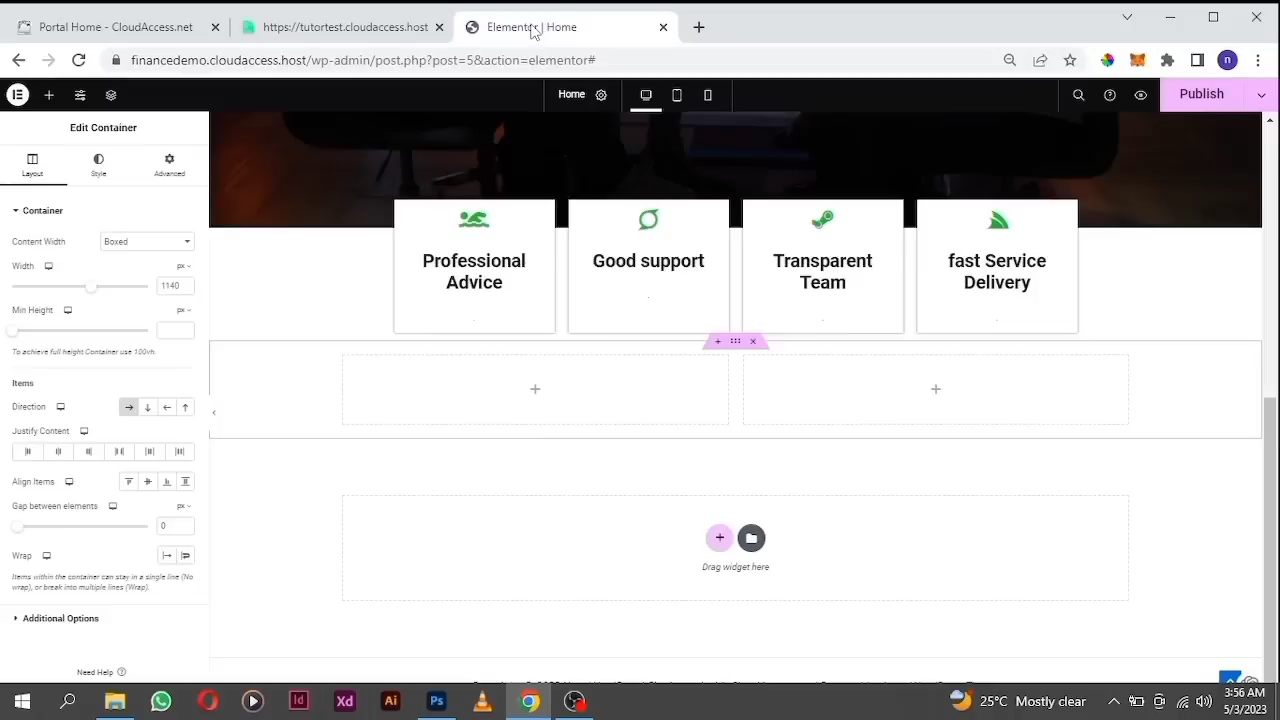 Portal Home - CloudAccess.net
https://tutortest.cloudaccess.host
Elementor | Home
financedemo.cloudaccess.host/wp-admin/post.php?post=5&action=elementor#
n
Home
Publish
Edit Container
Layout
Style
Advanced
Container
Content Width
Boxed
Width
px
1140
Min Height
px
To achieve full height Container use 100vh.
Items
Direction
Justify Content
Align Items
Gap between elements
px
0
Wrap
Items within the container can stay in a single line (No
wrap), or break into multiple lines (Wrap).
Additional Options
Need Help
Professional
Advice
Good support
Transparent
Team
fast Service
Delivery
Drag widget here
Id
Xd
Ai
Ps
25°C Mostly clear
3:56 AM
5/3/2023